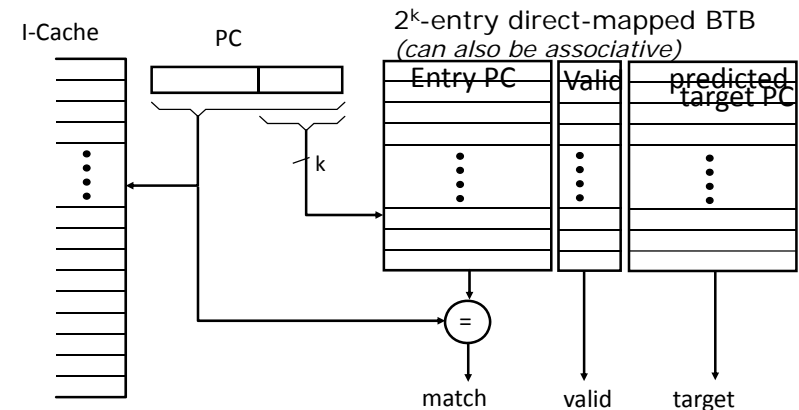 2ᵏ-entry direct-mapped BTB
(can also be associative)
I-Cache
PC
Entry PC
Valid
predicted
target PC
k
=
match
valid
target